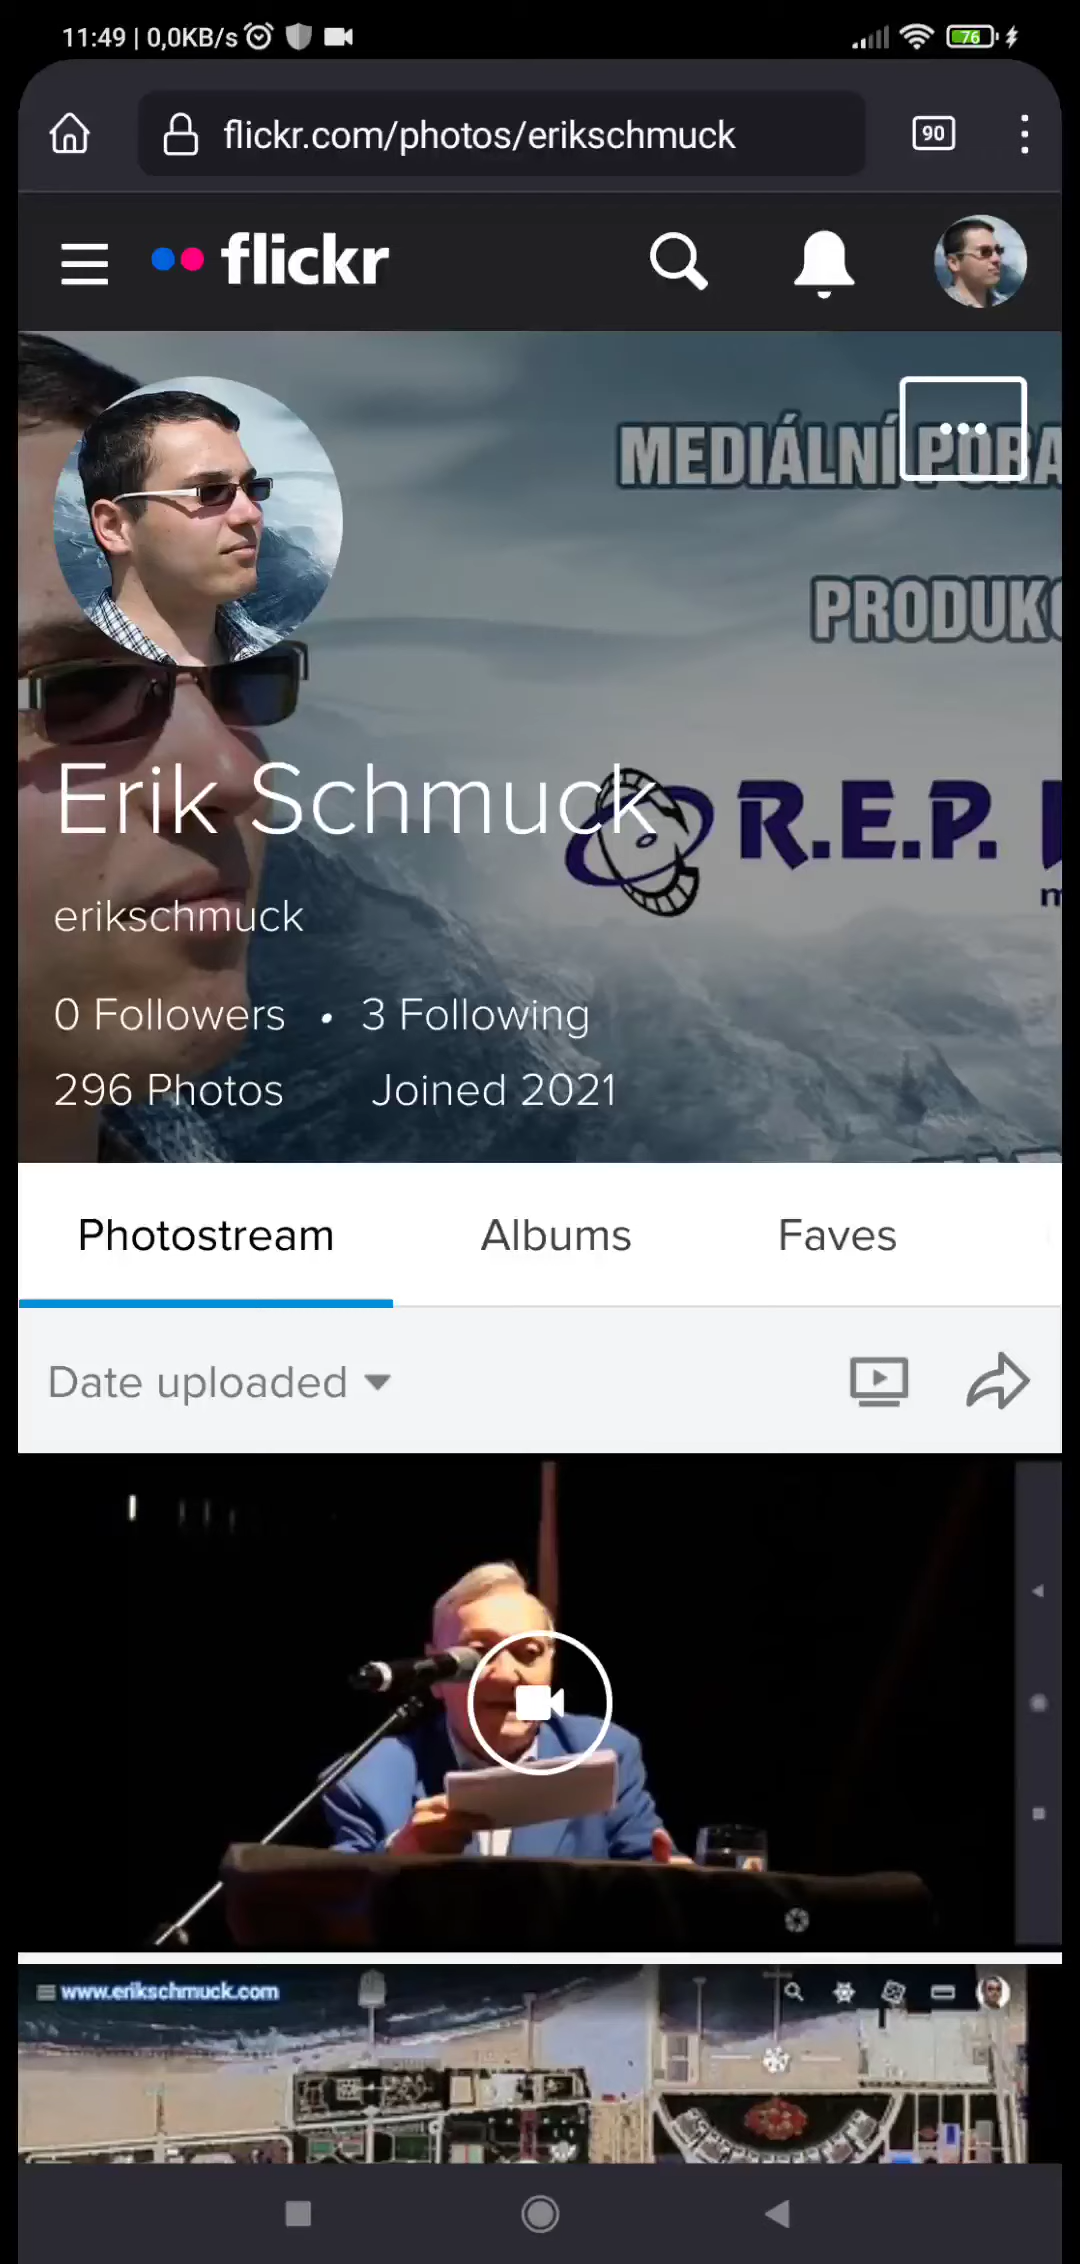 11:49 | 0,0KB/s
76
flickr.com/photos/erikschmuck
90
flickr
MEDIÁLNÍ
PRODUK
R.E.P.
Erik Schmuck
erikschmuck
0 Followers • 3 Following
296 Photos Joined 2021
Photostream Albums Faves
Date uploaded
www.erikschmuck.com